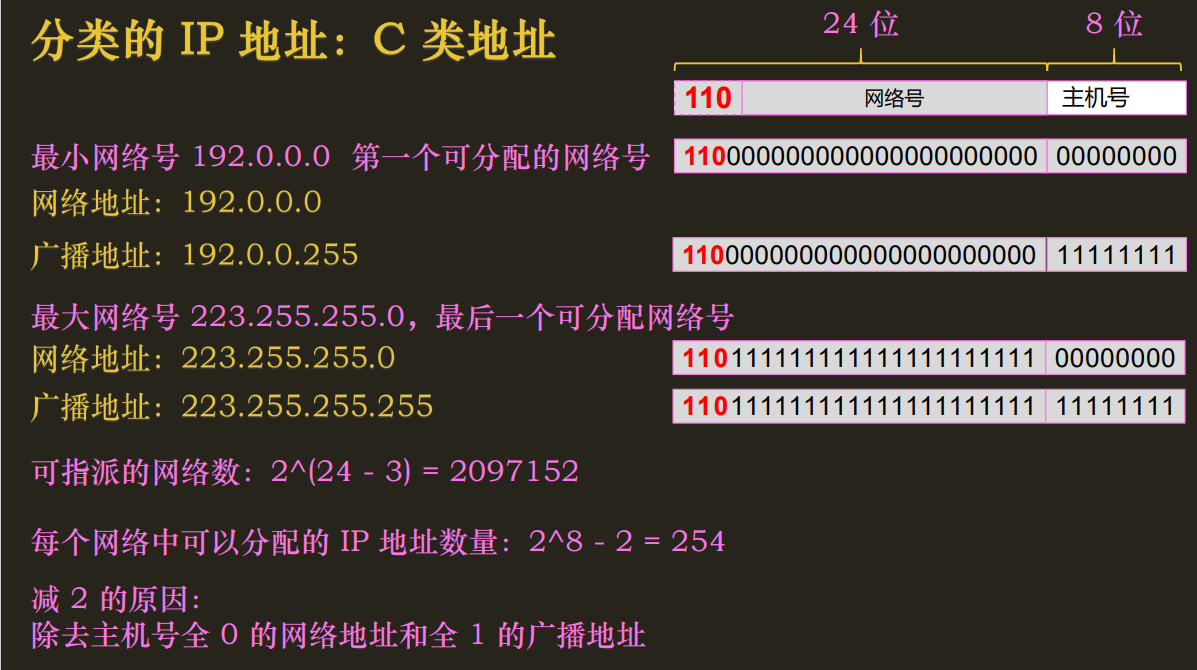 分类的 IP 地址：C 类地址
24 位
8 位
110
网络号
主机号
最小网络号 192.0.0.0 第一个可分配的网络号
110000000000000000000000 00000000
网络地址：192.0.0.0
广播地址：192.0.0.255
110000000000000000000000 11111111
最大网络号 223.255.255.0，最后一个可分配网络号
网络地址：223.255.255.0
110111111111111111111111 00000000
广播地址：223.255.255.255
110111111111111111111111 11111111
可指派的网络数：2^(24 - 3) = 2097152
每个网络中可以分配的 IP 地址数量：2^8 - 2 = 254
减 2 的原因：
除去主机号全 0 的网络地址和全 1 的广播地址